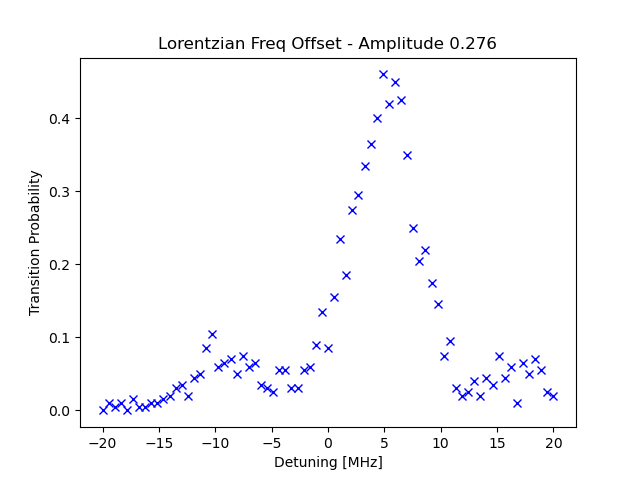 Lorentzian Freq Offset - Amplitude 0.276
Transition Probability
0.4
0.3
0.2
0.1
0.0
−20 −15 −10 −5 0 5 10 15 20
Detuning [MHz]